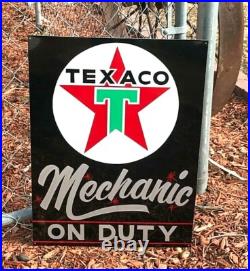 TEXACO
T
Mechanic
ON DUTY